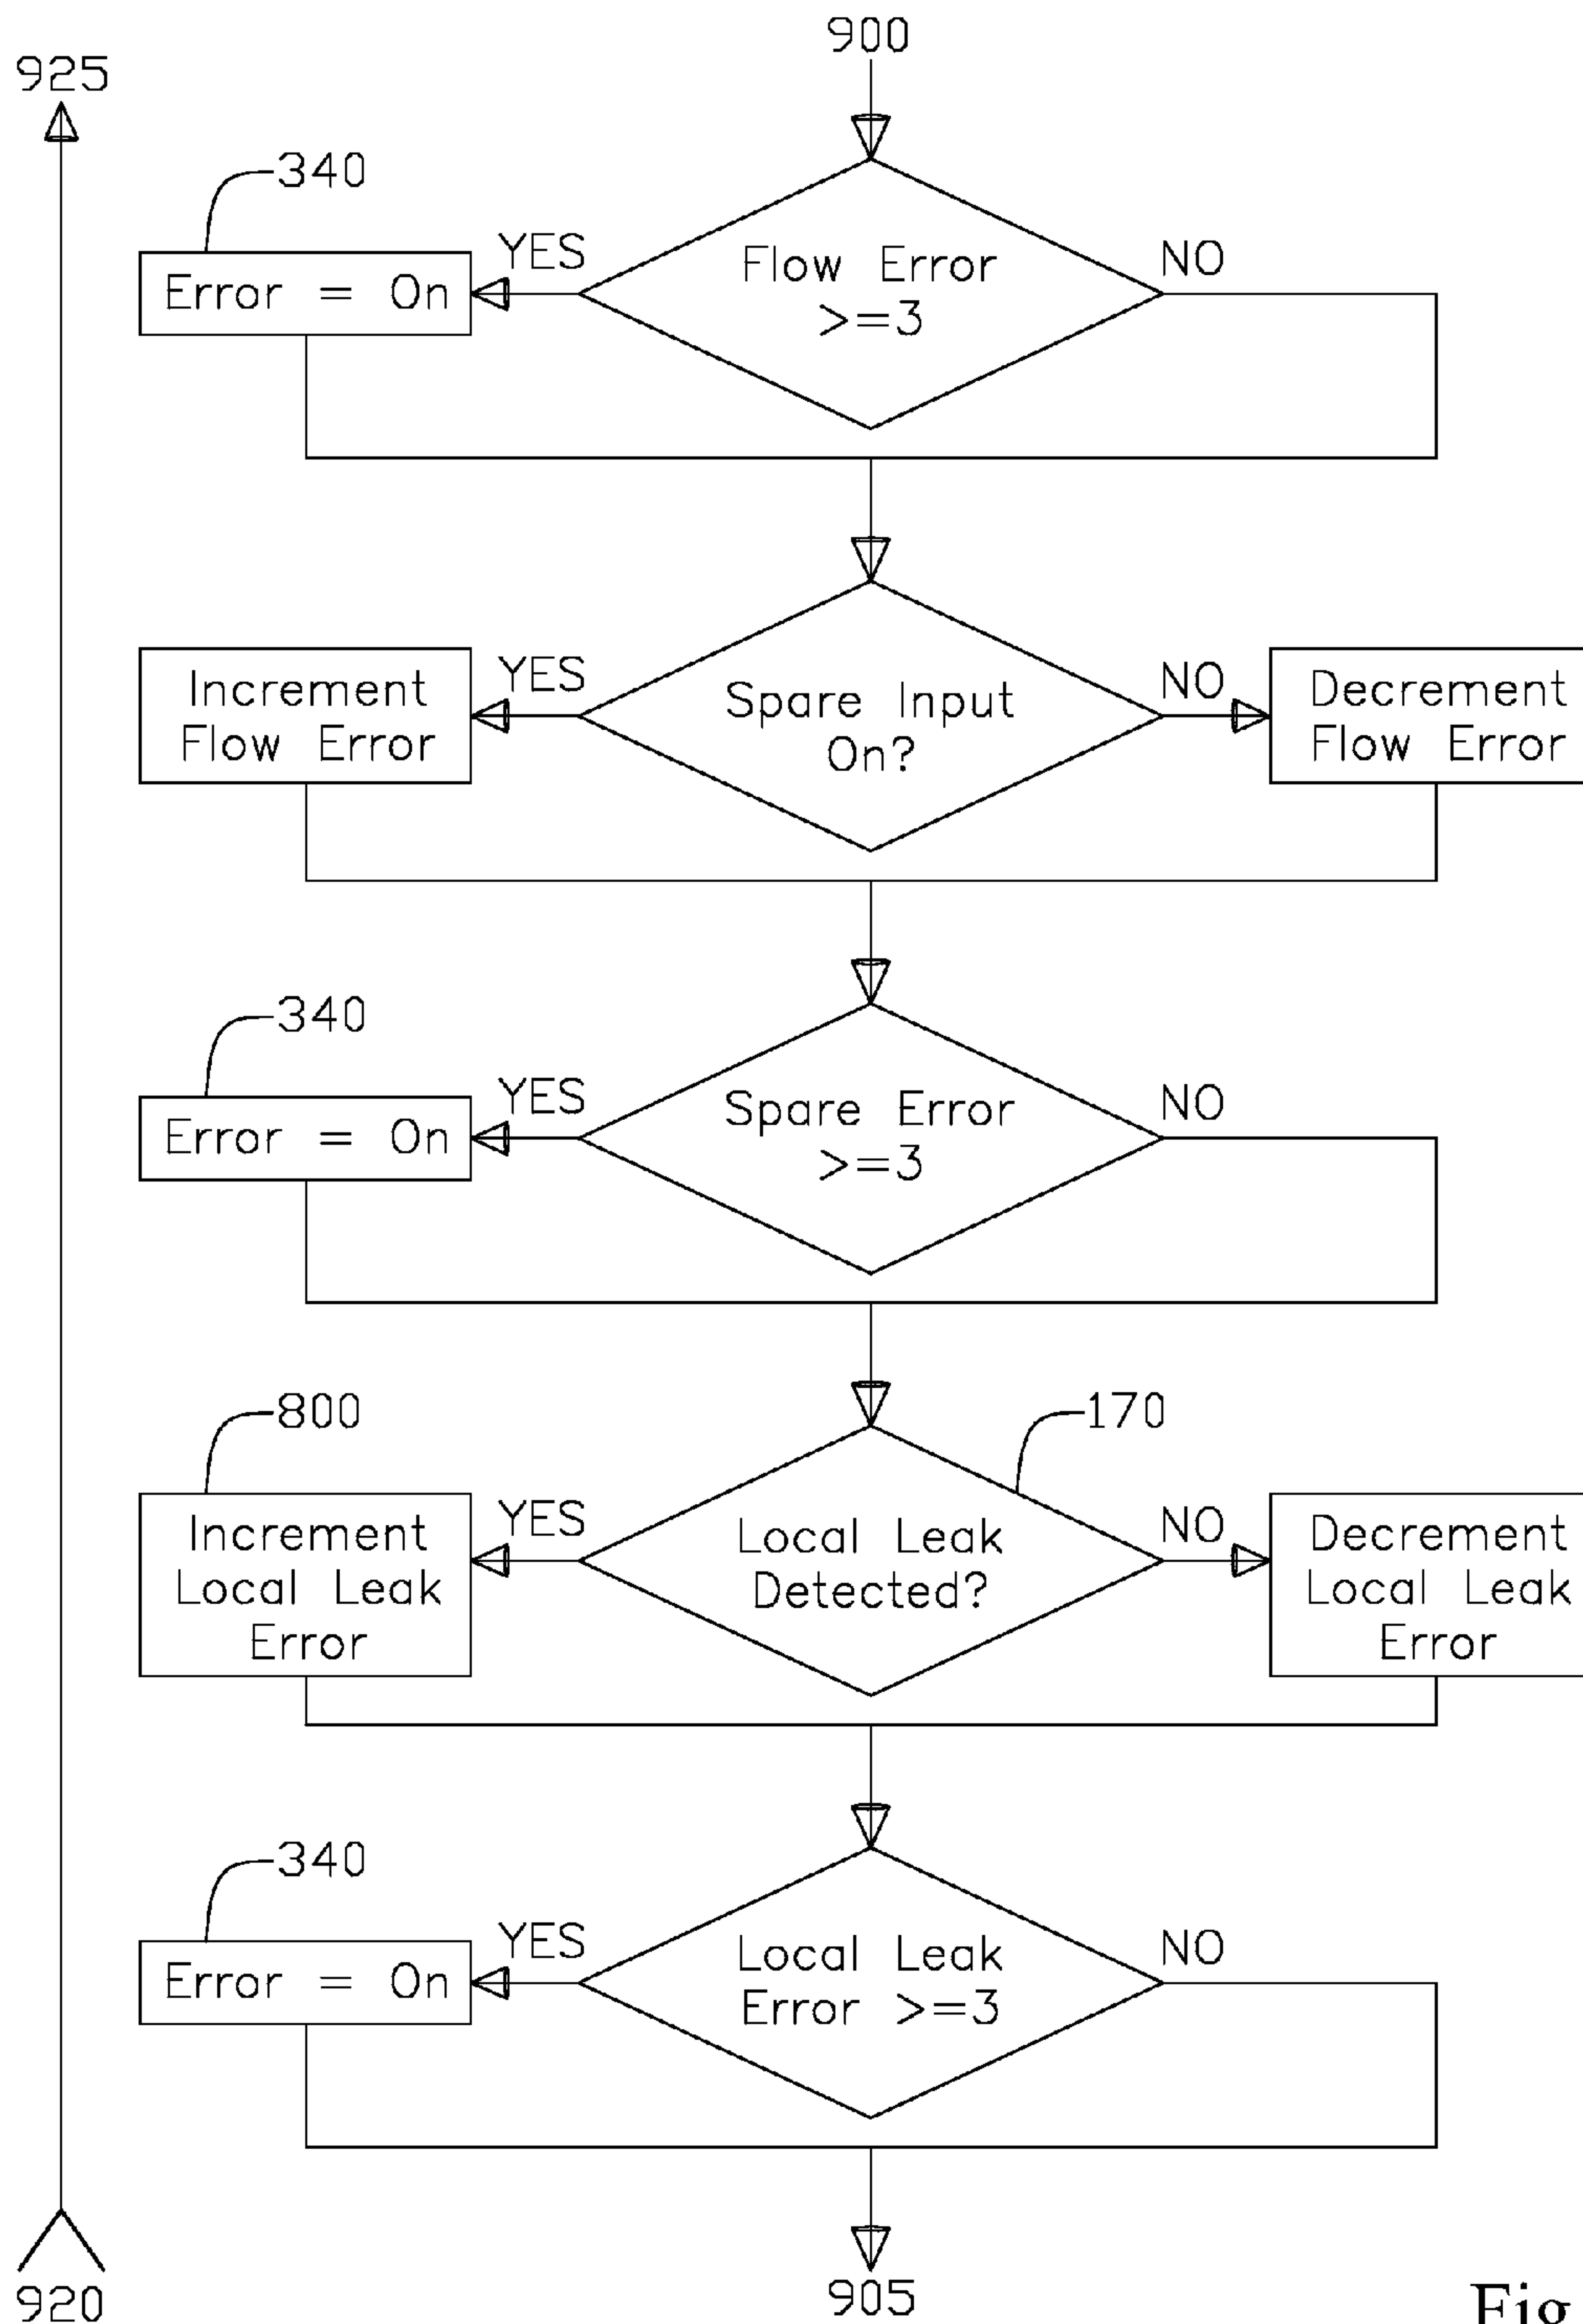 900
925
340
YES
Flow Error
>=3
NO
Error = On
YES
Spare Input
On?
NO
Increment
Flow Error
Decrement
Flow Error
340
YES
Spare Error
>=3
NO
Error = On
800
170
YES
Local Leak
Detected?
NO
Increment
Local Leak
Error
Decrement
Local Leak
Error
340
YES
Local Leak
Error >=3
NO
Error = On
920
905
Fig